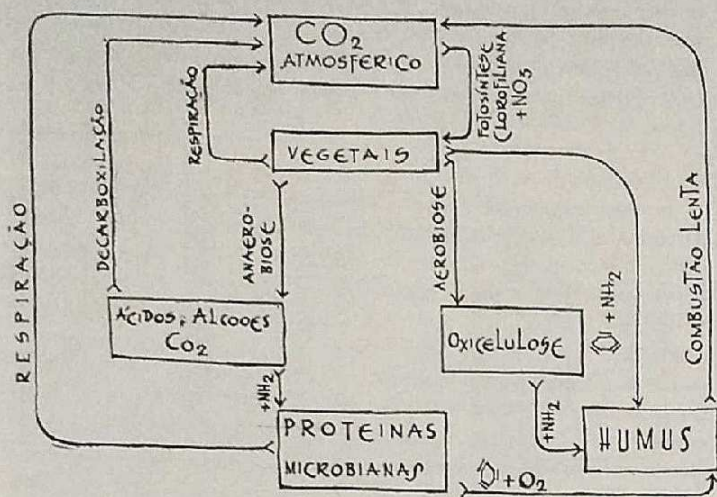 CO2
ATMOSFÉRICO
FOTOSÍNTESE
CLOROFILIANA
+NO3
RESPIRAÇÃO
VEGETAIS
DECARBOXILAÇÃO
RESPIRAÇÃO
ANAERO-
BIOSE
AEROBIOSE
COMBUSTÃO LENTA
ÁCIDOS, ALCOOES
CO2
OXICELULOSE
+ NH2
+NH2
+NH2
PROTEINAS
MICROBIANAS
HUMUS
+ O2